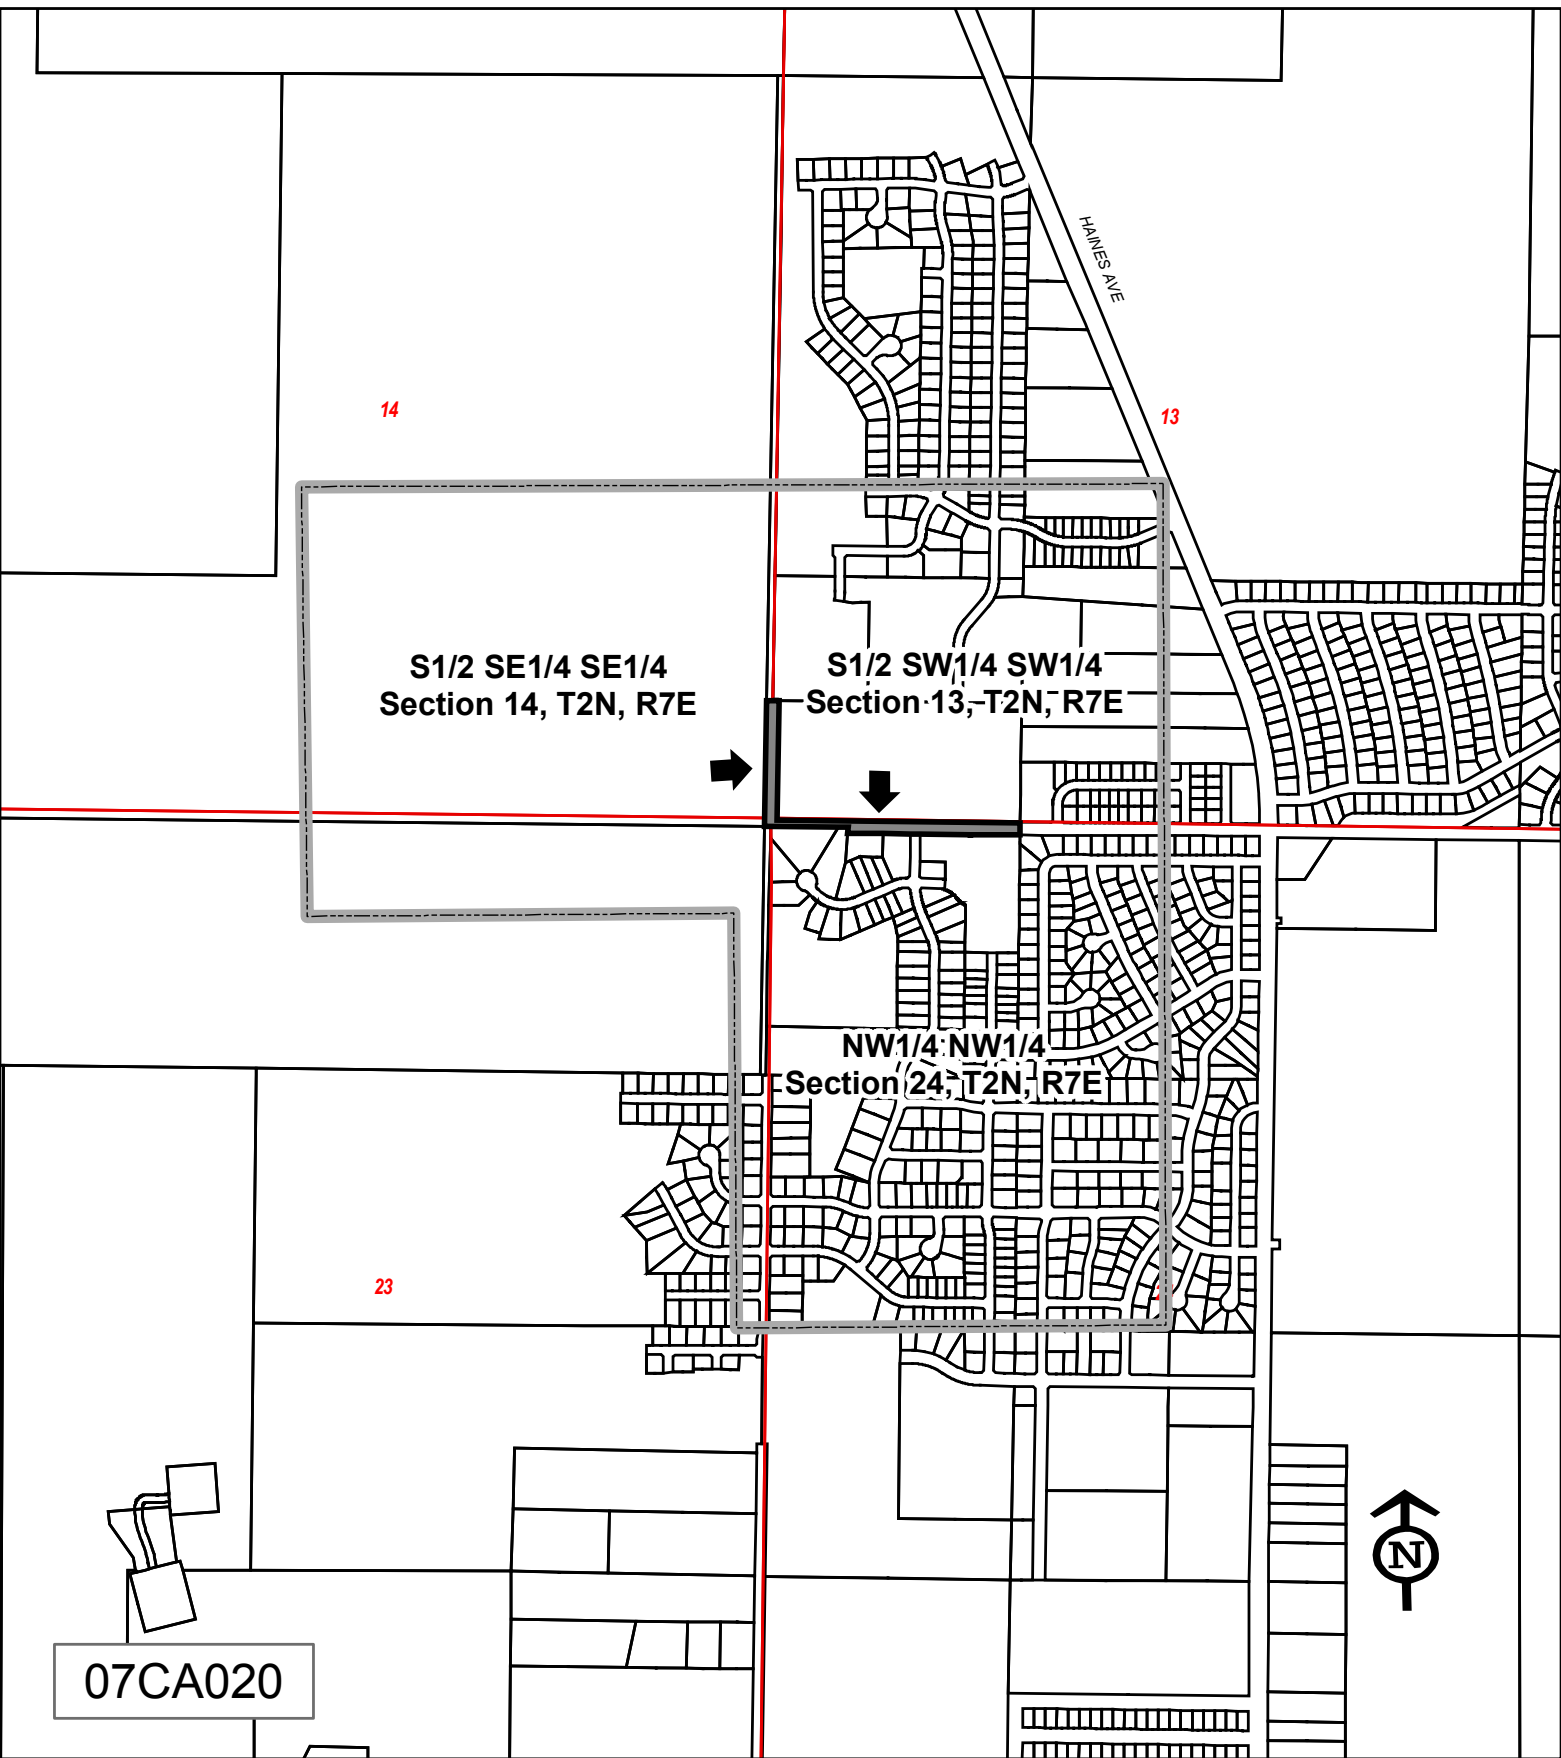 HAINES AVE
14
13
S1/2 SE1/4 SE1/4
Section 14, T2N, R7E
S1/2 SW1/4 SW1/4
Section 13, T2N, R7E
NW1/4 NW1/4
Section 24, T2N, R7E
23
N
07CA020